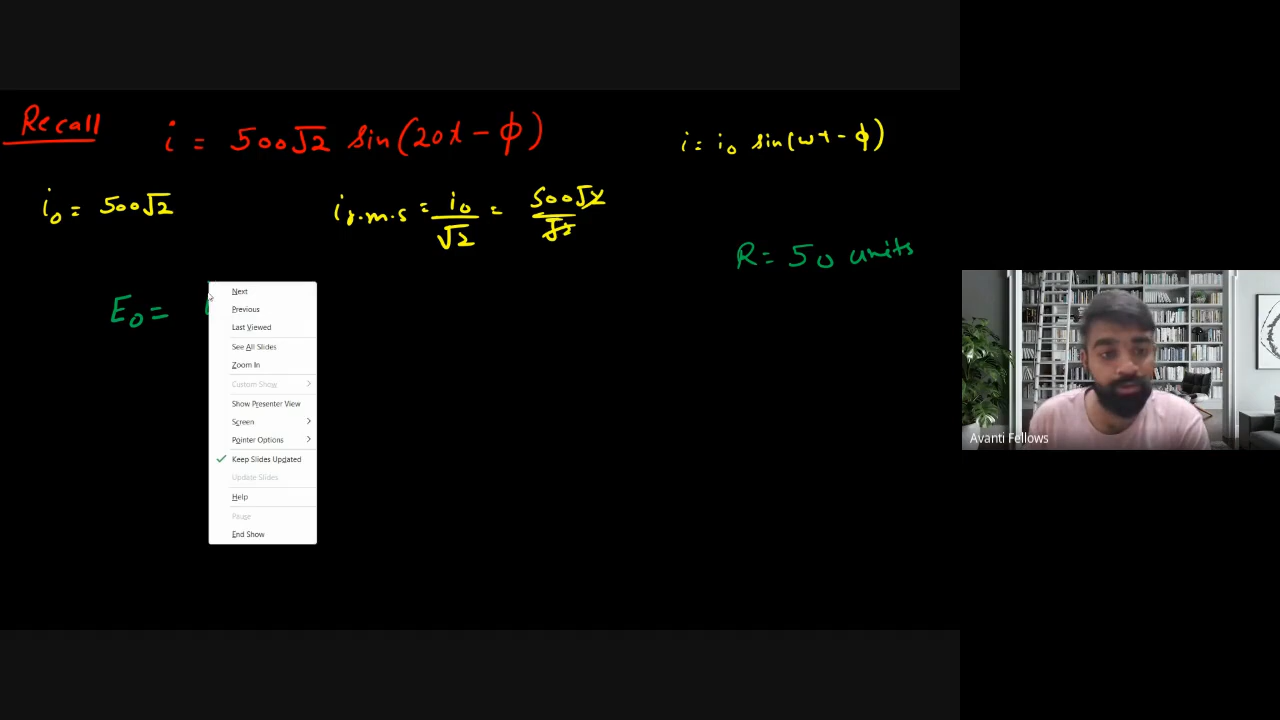 Recall
i = 500√2 sin(20t − ϕ)
i = i₀ sin(ωt − ϕ)
i₀ = 500√2
i r.m.s = i₀/√2 = 500√2/√2
R = 50 units
E₀ =
Next
Previous
Last Viewed
See All Slides
Zoom In
Custom Show
Show Presenter View
Screen
Pointer Options
Keep Slides Updated
Update Slides
Help
Pause
End Show
Avanti Fellows